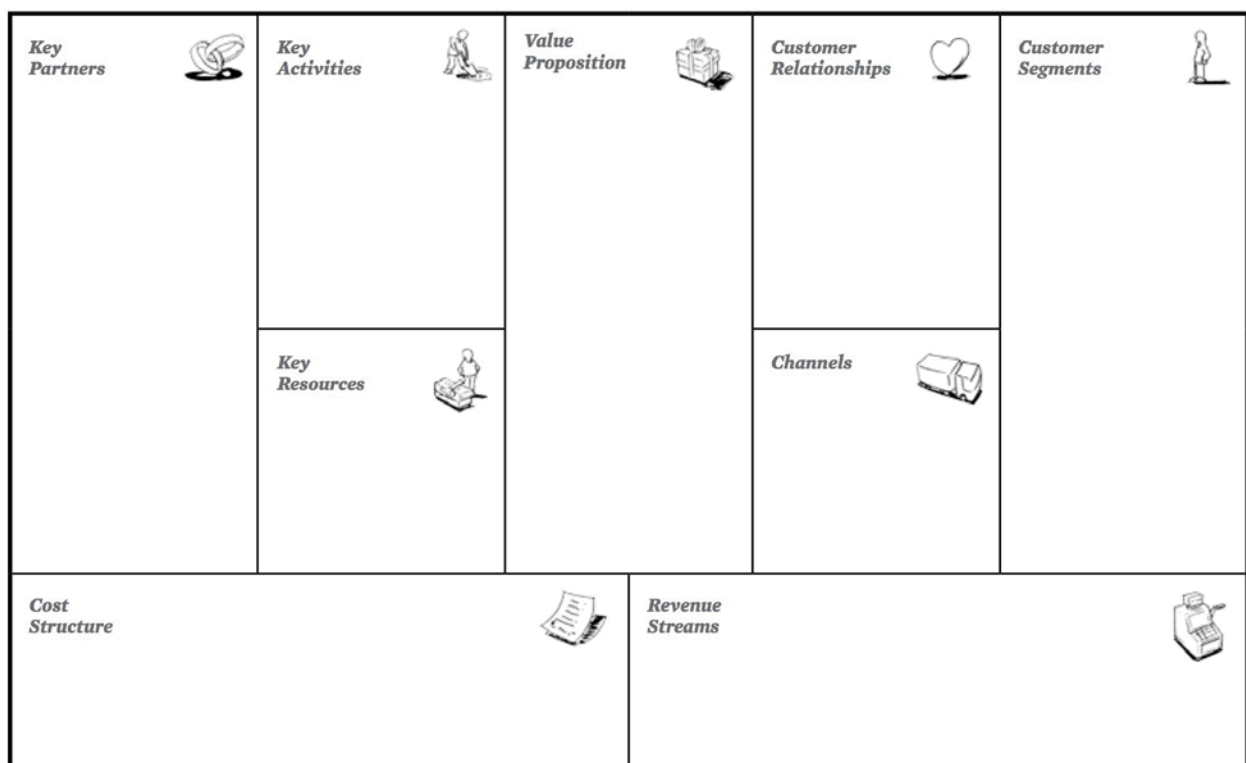 Key
Partners
Key
Activities
Value
Proposition
Customer
Relationships
Customer
Segments
Key
Resources
Channels
Cost
Structure
Revenue
Streams